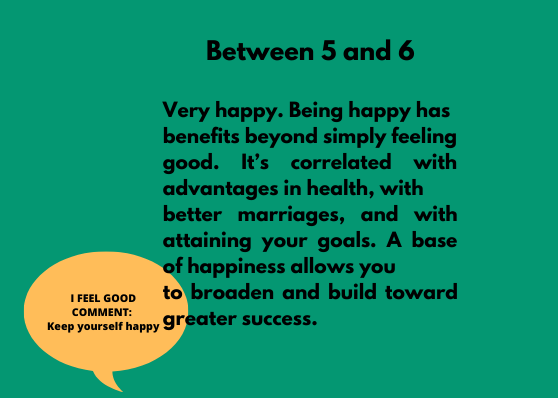 Between 5 and 6
Very happy. Being happy has
benefits beyond simply feeling
good. It's correlated with
advantages in health, with
better marriages, and with
attaining your goals. A base
of happiness allows you
to broaden and build toward
greater success.
I FEEL GOOD
COMMENT:
Keep yourself happy